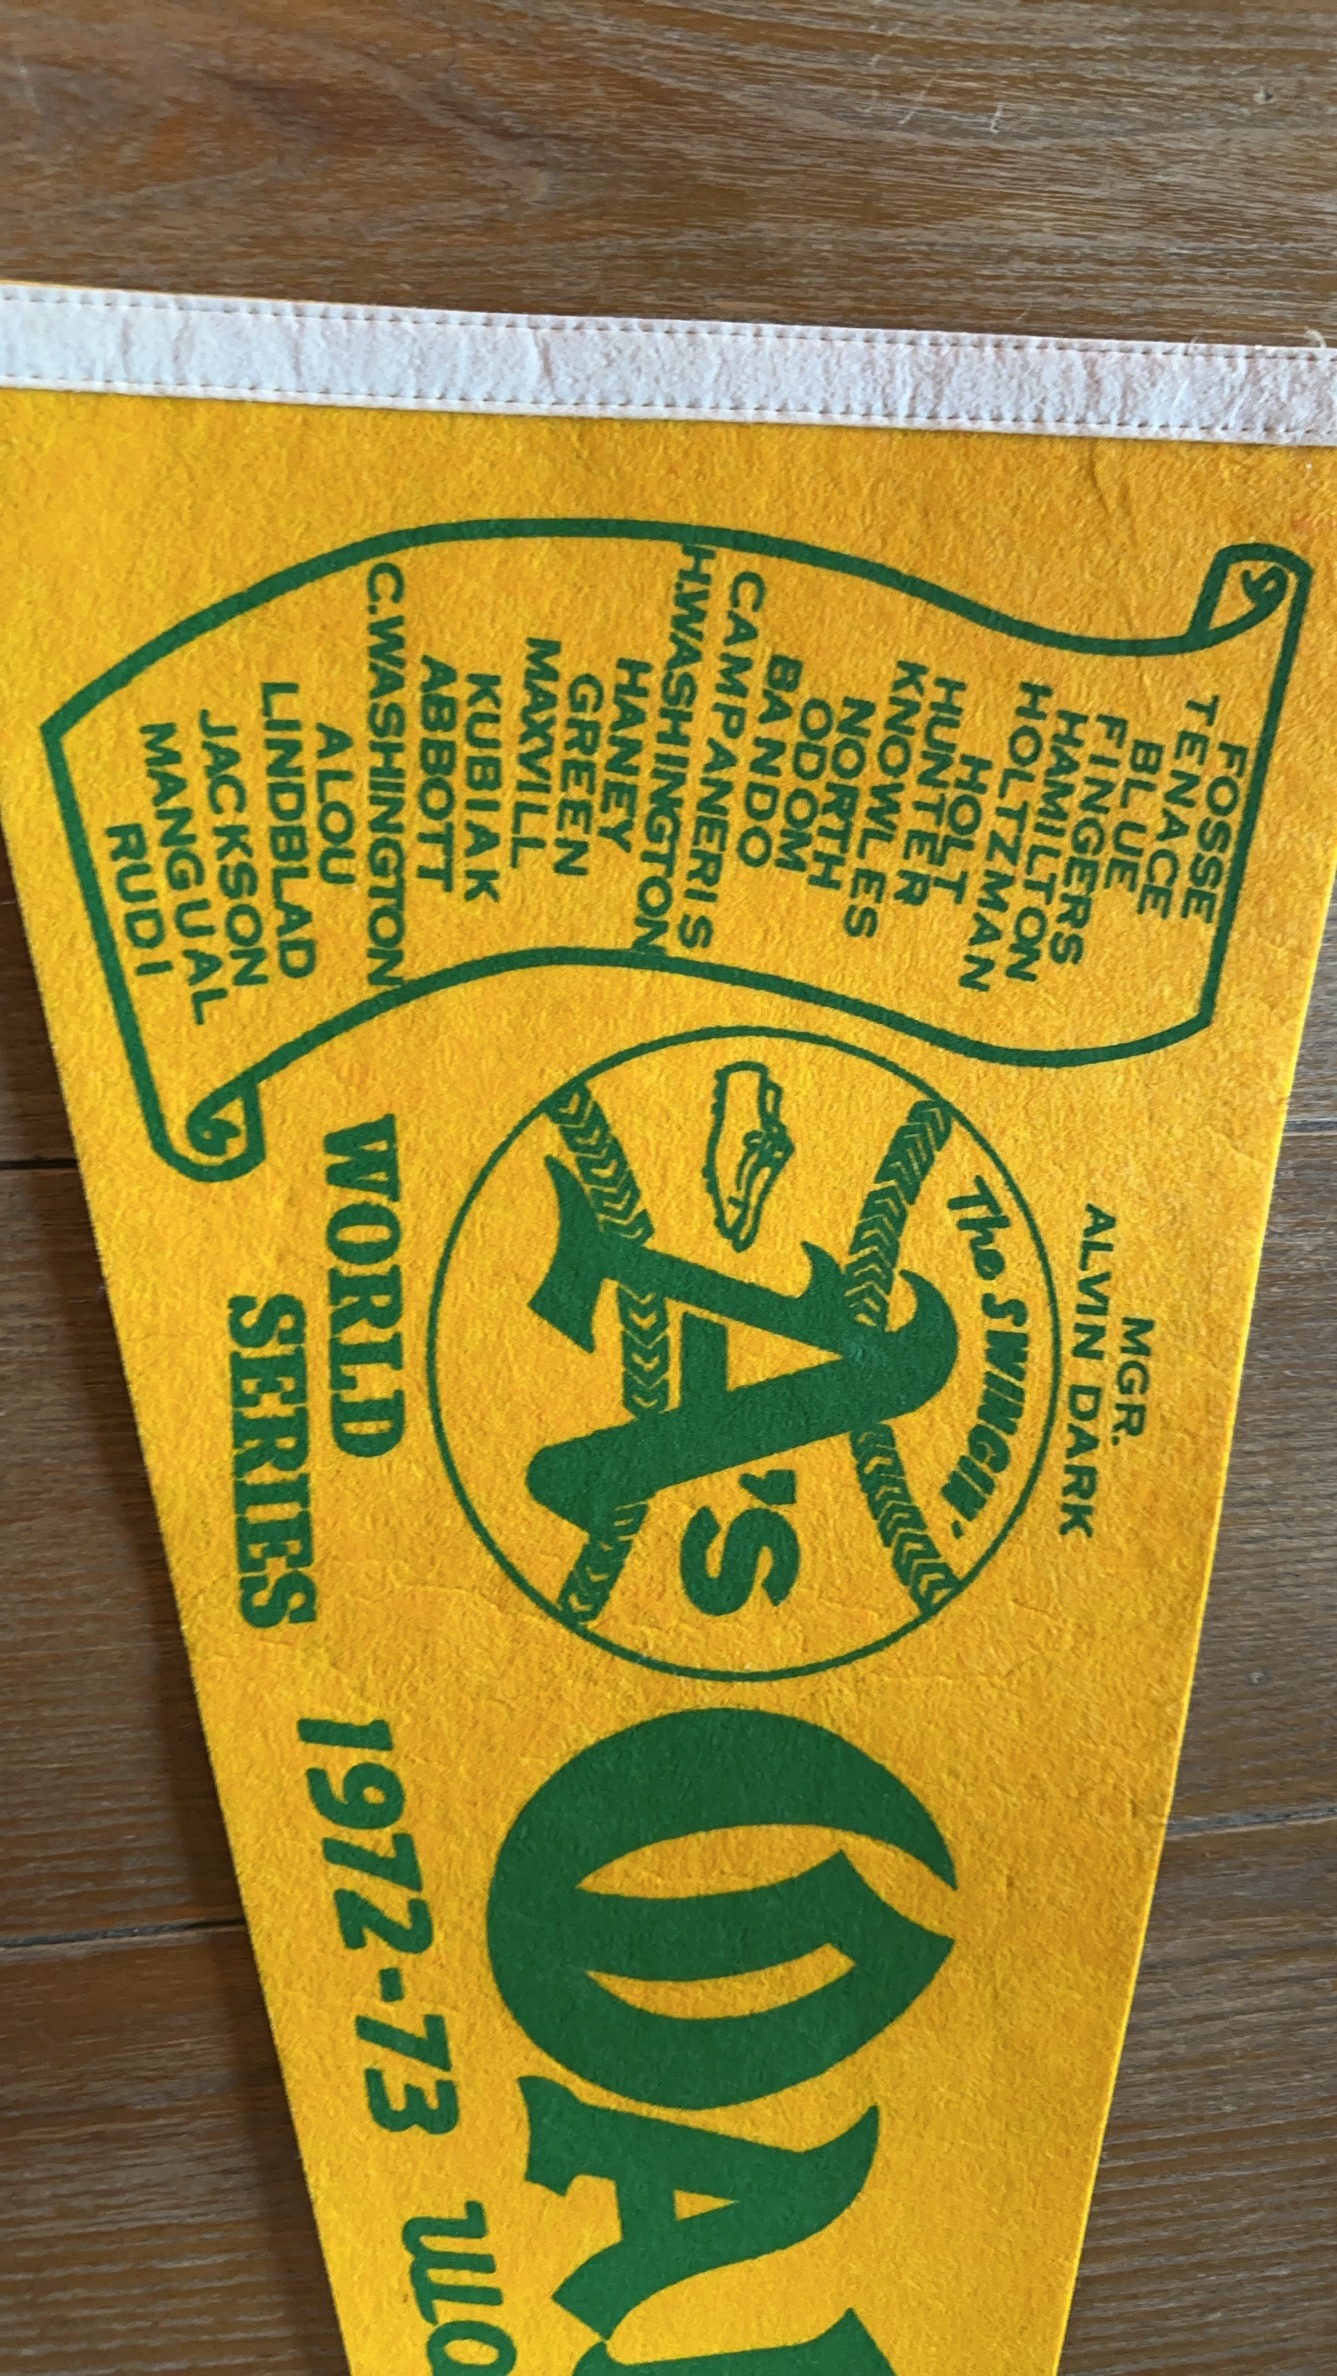 FOSSE
TENACE
BLUE
FINGERS
HAMILTON
HOLTZMAN
HOLT
HUNTER
KNOWLES
NORTH
ODOM
BANDO
CAMPANERIS
H.WASHINGTON
HANEY
GREEN
MAXVILL
KUBIAK
ABBOTT
C.WASHINGTON
ALOU
LINDBLAD
JACKSON
MANGUAL
RUDI
MGR.
ALVIN DARK
The SWINGIN'
A's
WORLD
SERIES
1972-73
OA